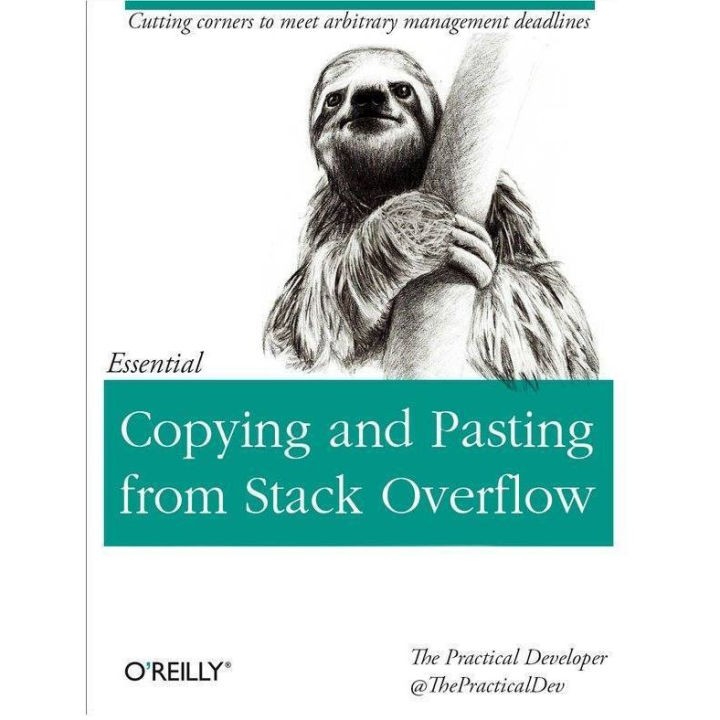 Cutting corners to meet arbitrary management deadlines
Essential
Copying and Pasting
from Stack Overflow
O'REILLY®
The Practical Developer
@ThePracticalDev